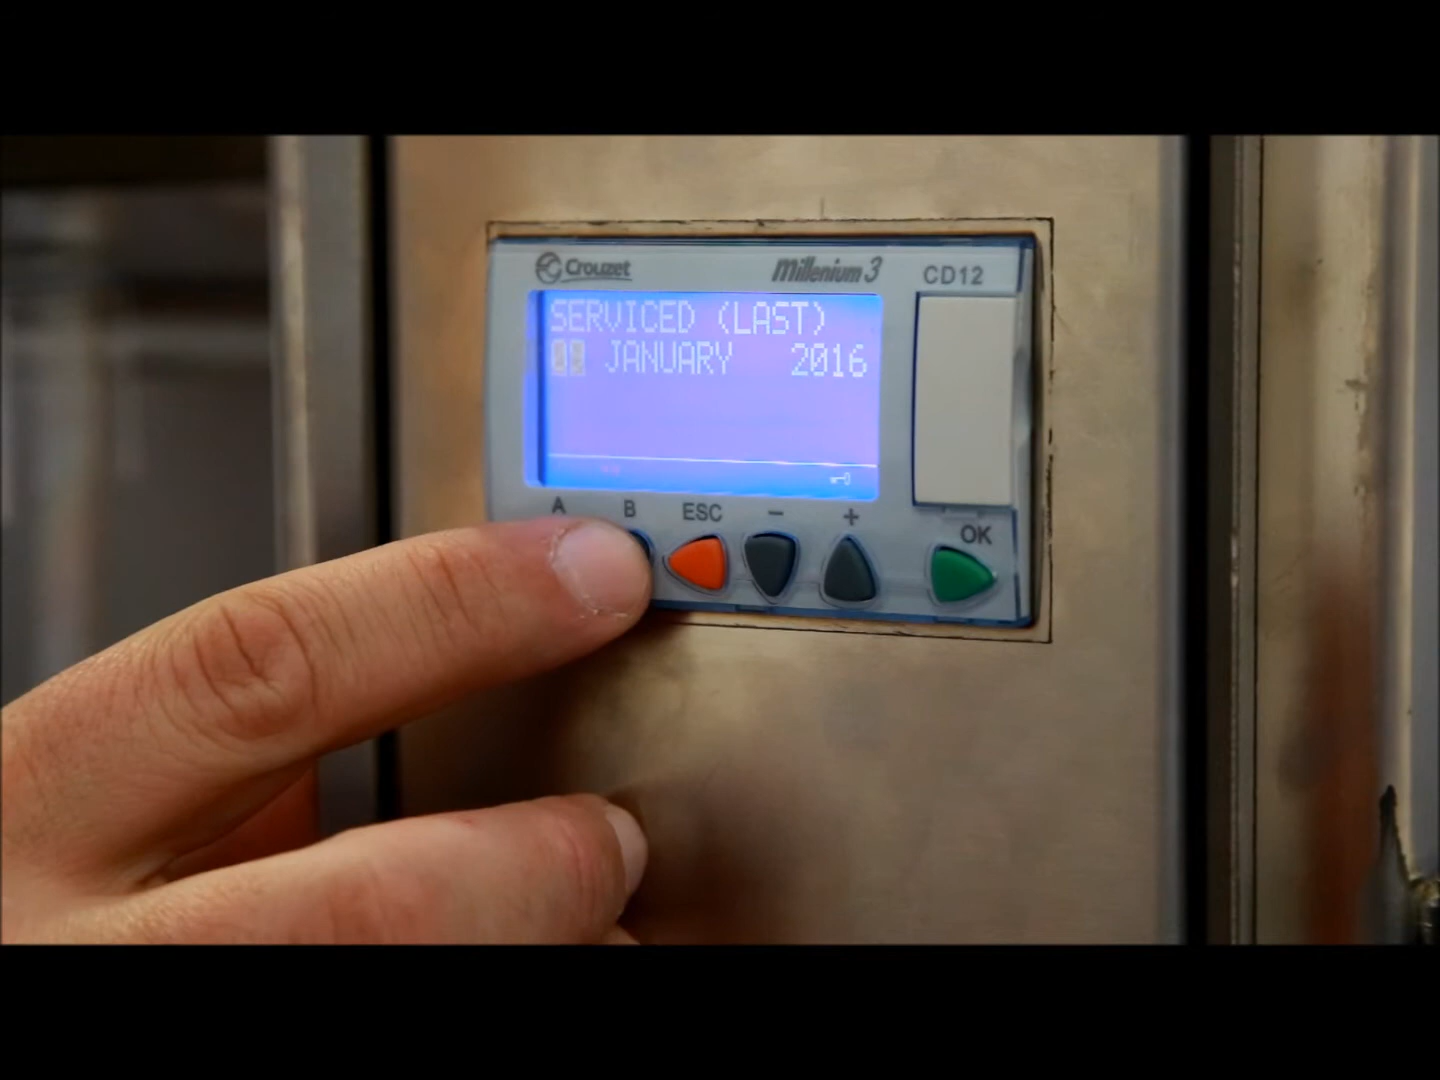 Crouzet
Millenium 3
CD12
SERVICED (LAST)
JANUARY 2016
A B ESC - +
OK